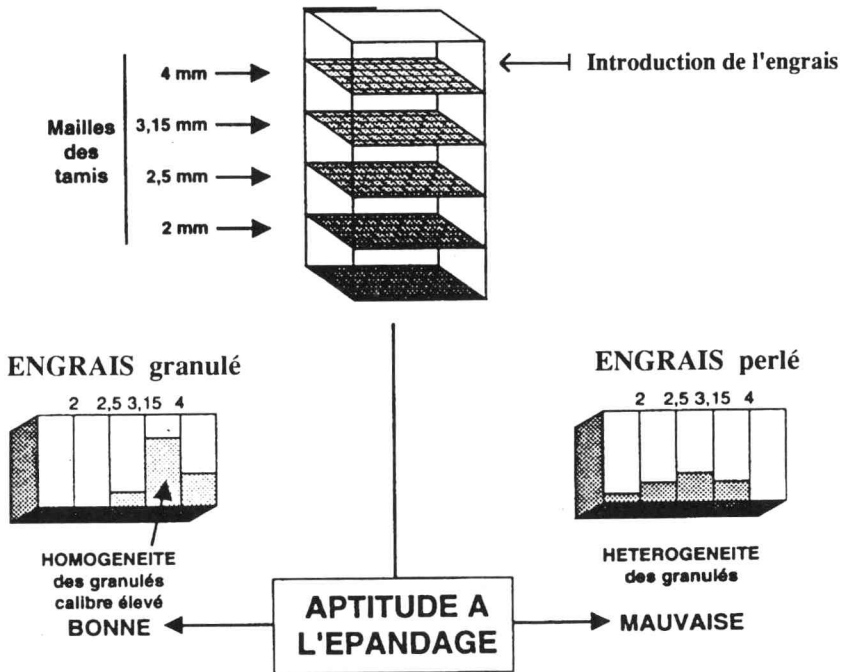 4 mm
Introduction de l'engrais
Mailles
des
tamis
3,15 mm
2,5 mm
2 mm
ENGRAIS granulé
2 2,5 3,15 4
HOMOGENEITE
des granulés
calibre élevé
BONNE
ENGRAIS perlé
2 2,5 3,15 4
HETEROGENEITE
des granulés
MAUVAISE
APTITUDE A
L'EPANDAGE